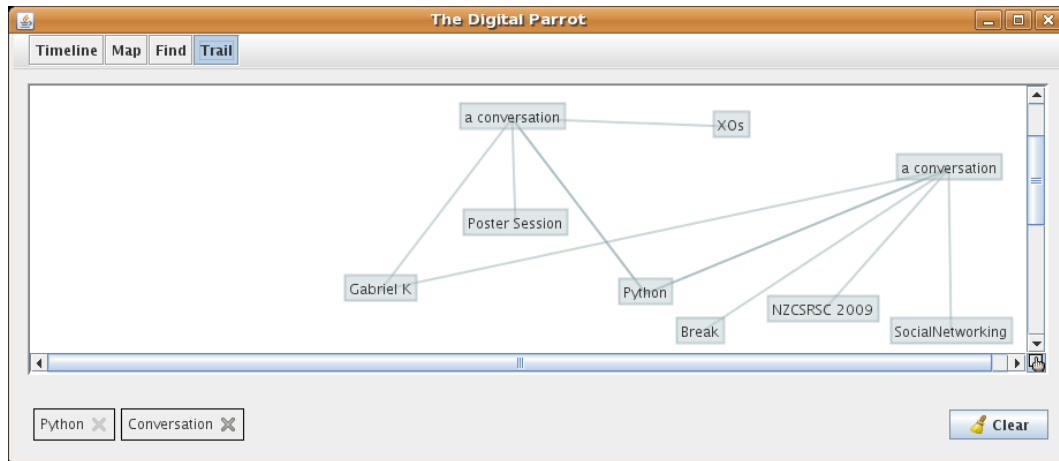 The Digital Parrot
Timeline Map Find Trail
a conversation
XOs
a conversation
Poster Session
Gabriel K
Python
NZCSRSC 2009
Break
SocialNetworking
Python Conversation Clear